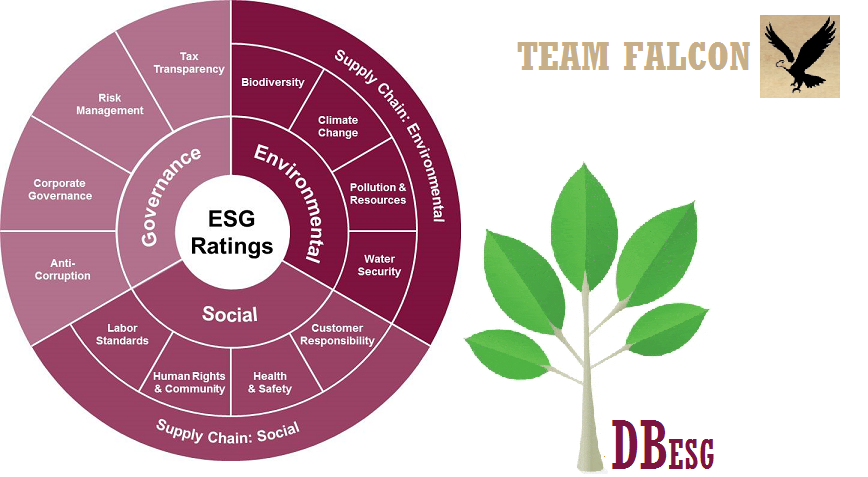 TEAM FALCON
ESG
Ratings
Governance
Environmental
Social
Tax
Transparency
Risk
Management
Corporate
Governance
Anti-
Corruption
Biodiversity
Climate
Change
Pollution &
Resources
Water
Security
Supply Chain: Environmental
Customer
Responsibility
Health
& Safety
Human Rights
& Community
Labor
Standards
Supply Chain: Social
DBESG